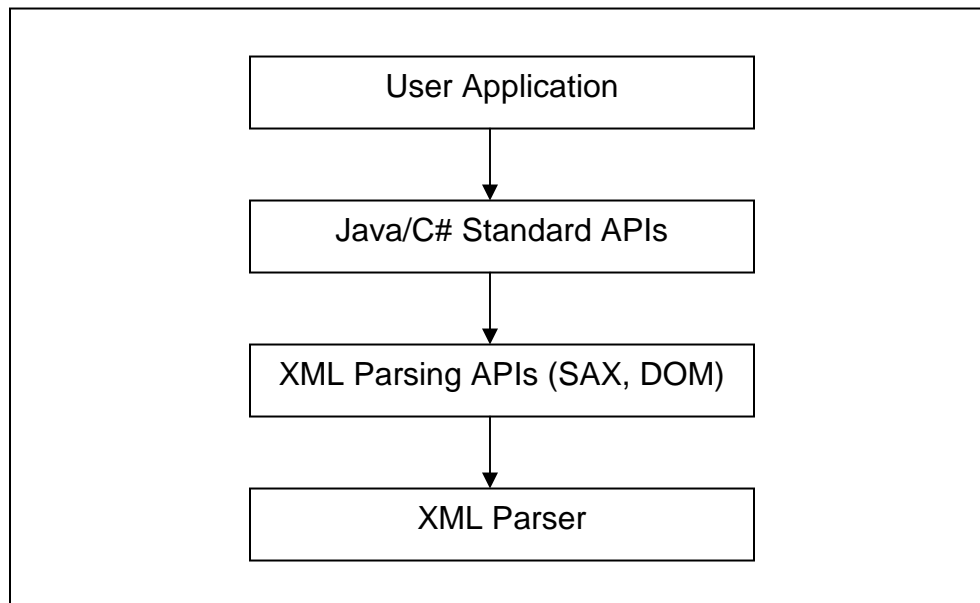 User Application
Java/C# Standard APIs
XML Parsing APIs (SAX, DOM)
XML Parser